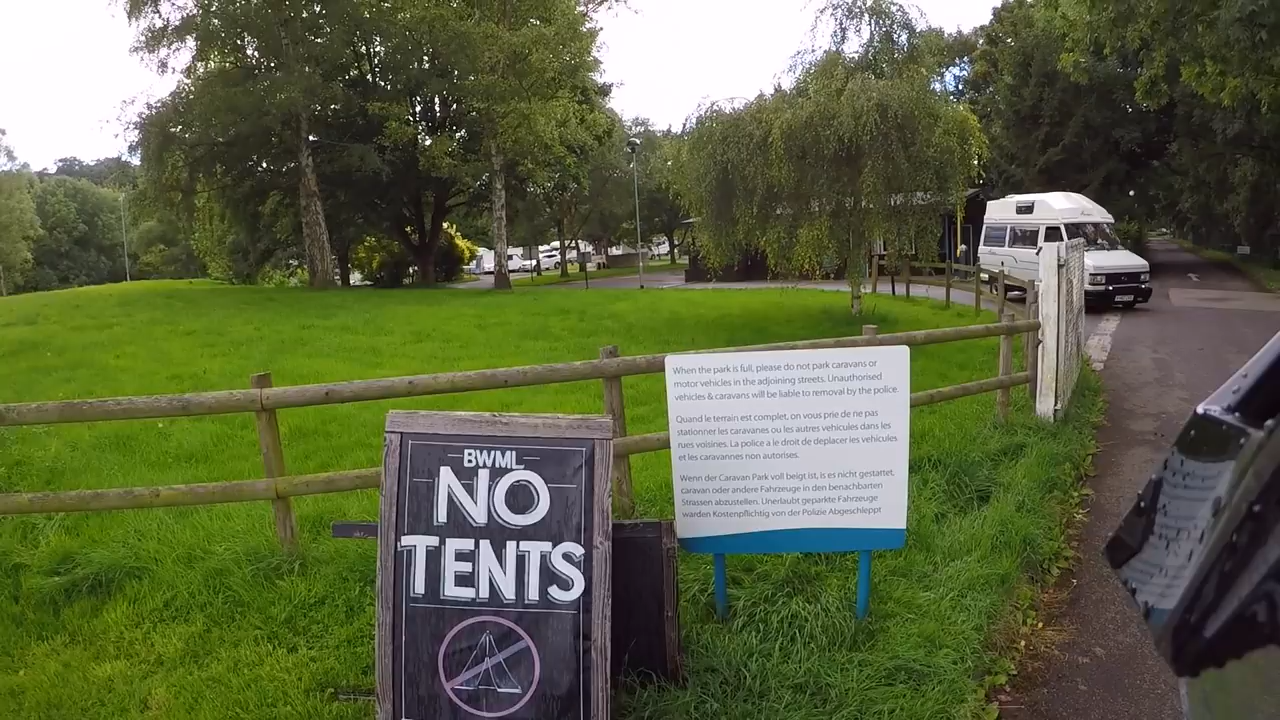 BWML
NO
TENTS
When the park is full, please do not park caravans or
motor vehicles in the adjoining streets. Unauthorised
vehicles & caravans will be liable to removal by the police.
Quand le terrain est complet, on vous prie de ne pas
stationner les caravanes ou les autres vehicules dans les
rues voisines. La police a le droit de deplacer les vehicules
et les caravannes non autorises.
Wenn der Caravan Park voll beigt ist, is es nicht gestattet,
caravan oder andere Fahrzeuge in den benachbarten
Strassen abzustellen. Unerlaubt geparkte Fahrzeuge
warden Kostenpflichtig von der Polizie Abgeschleppt